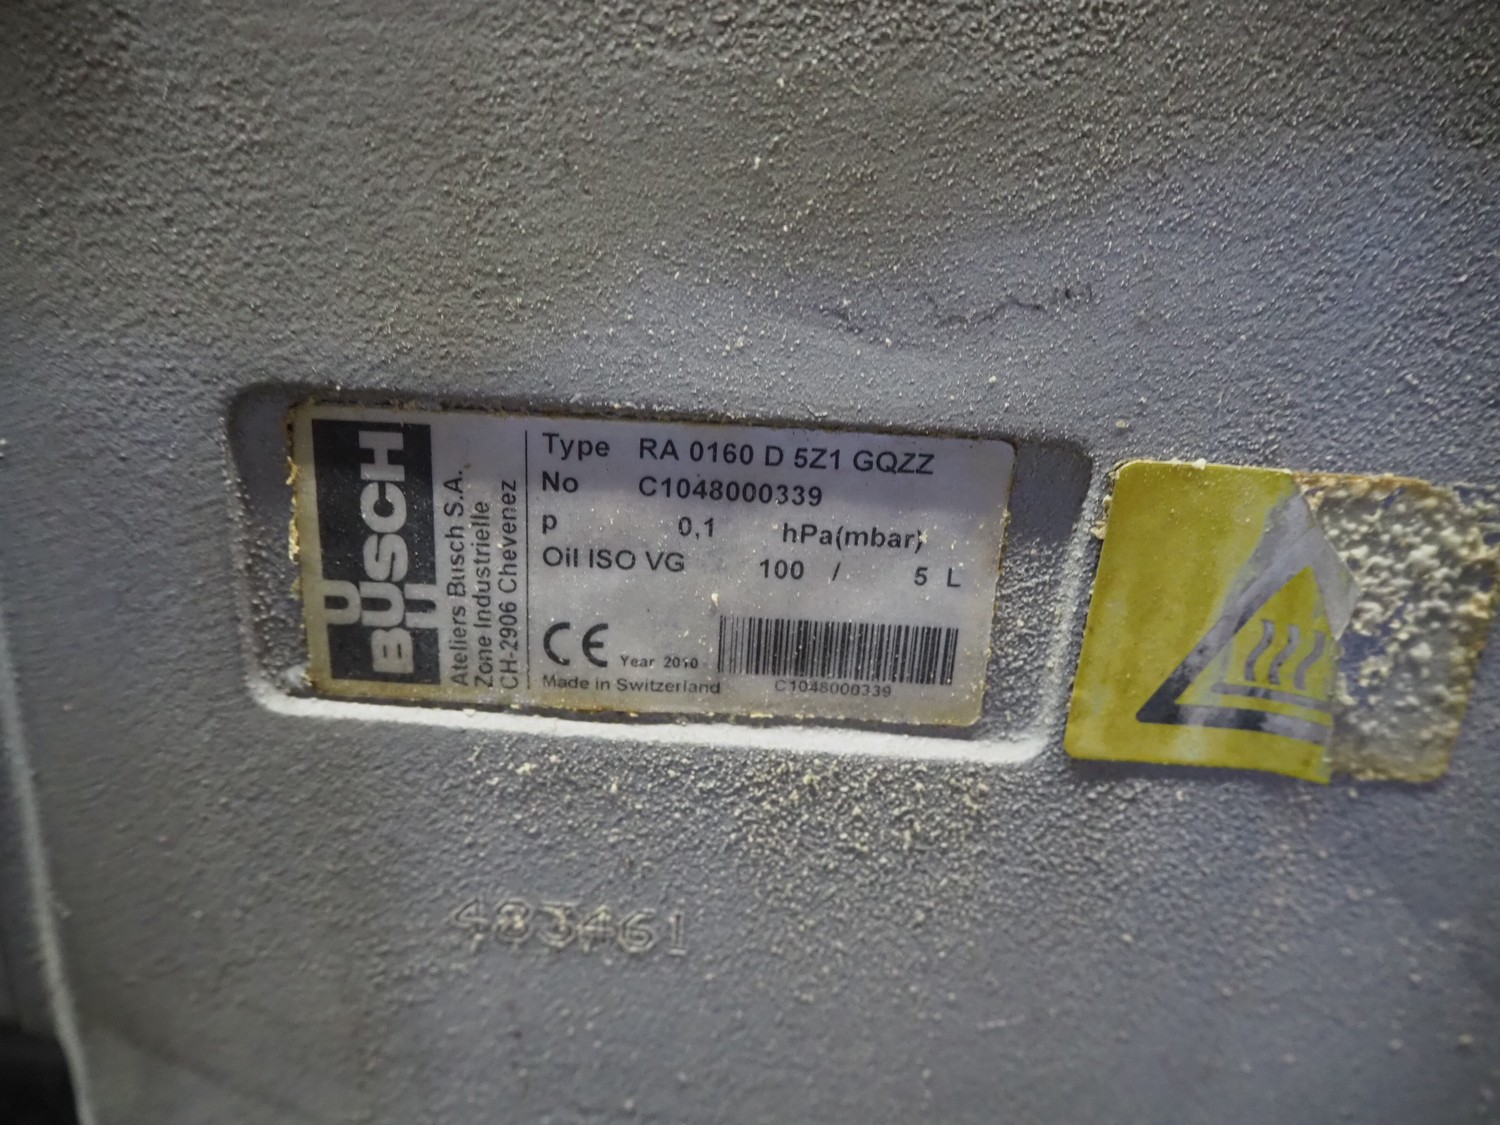 BUSCH
Ateliers Busch S.A.
Zone Industrielle
CH-2906 Chevenez
Type RA 0160 D 5Z1 GQZZ
No C1048000339
p 0,1 hPa(mbar)
Oil ISO VG 100 / 5 L
CE Year 2010
Made in Switzerland C1048000339
483461